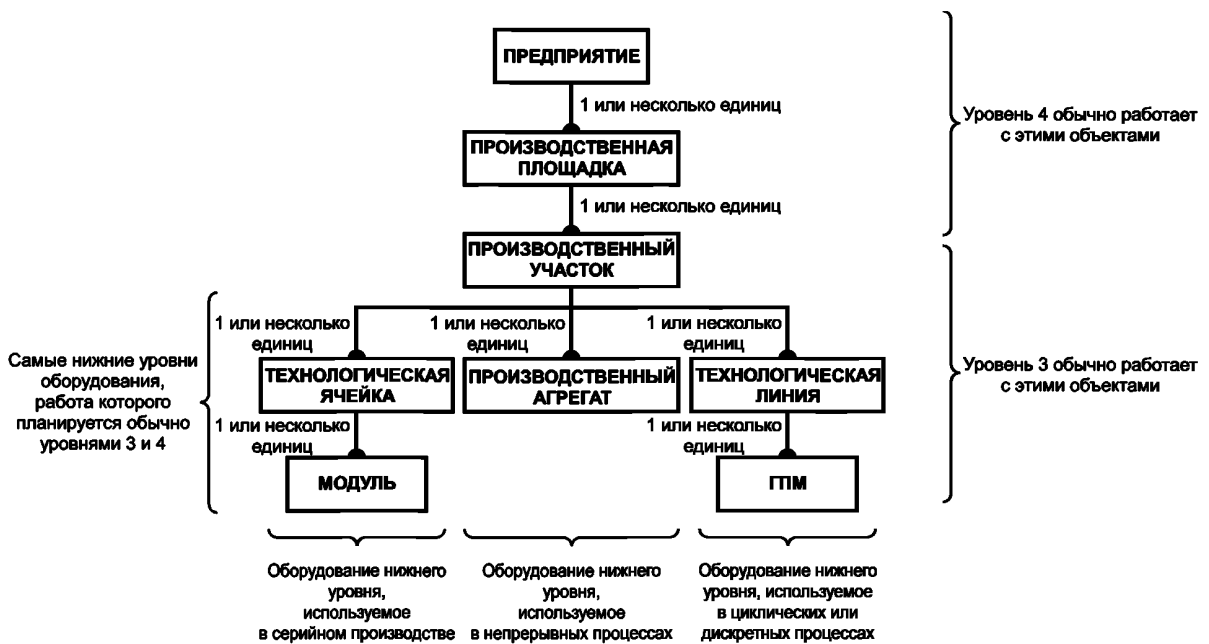 ПРЕДПРИЯТИЕ
1 или несколько единиц
Уровень 4 обычно работает
с этими объектами
ПРОИЗВОДСТВЕННАЯ
ПЛОЩАДКА
1 или несколько единиц
ПРОИЗВОДСТВЕННЫЙ
УЧАСТОК
1 или несколько
единиц
1 или несколько
единиц
1 или несколько
единиц
Самые нижние уровни
оборудования,
работа которого
планируется обычно
уровнями 3 и 4
ТЕХНОЛОГИЧЕСКАЯ
ЯЧЕЙКА
ПРОИЗВОДСТВЕННЫЙ
АГРЕГАТ
ТЕХНОЛОГИЧЕСКАЯ
ЛИНИЯ
Уровень 3 обычно работает
с этими объектами
1 или несколько
единиц
1 или несколько
единиц
МОДУЛЬ
ГПМ
Оборудование нижнего
уровня,
используемое
в серийном производстве
Оборудование нижнего
уровня,
используемое
в непрерывных процессах
Оборудование нижнего
уровня, используемое
в циклических или
дискретных процессах